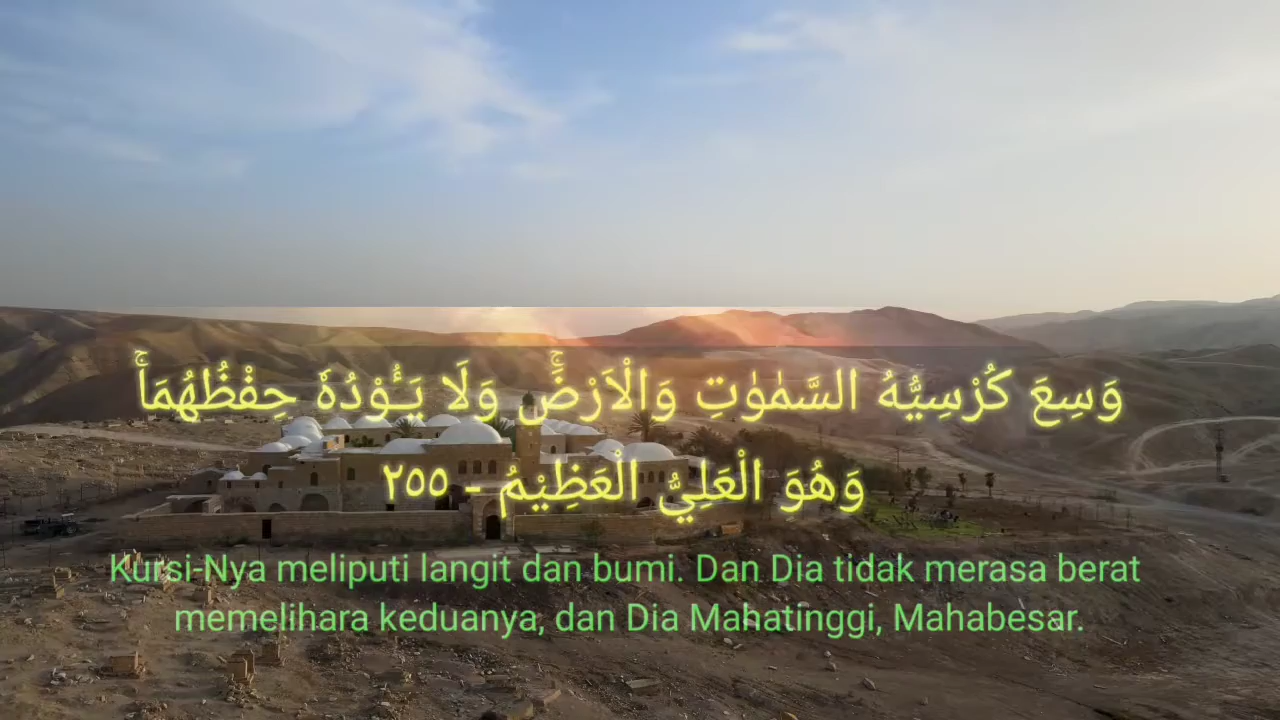 وَسِعَ كُرْسِيُّهُ السَّمٰوٰتِ وَالْاَرْضَۚ وَلَا يَـُٔوْدُهٗ حِفْظُهُمَاۚ
وَهُوَ الْعَلِيُّ الْعَظِيْمُ - ٢٥٥
Kursi-Nya meliputi langit dan bumi. Dan Dia tidak merasa berat
memelihara keduanya, dan Dia Mahatinggi, Mahabesar.